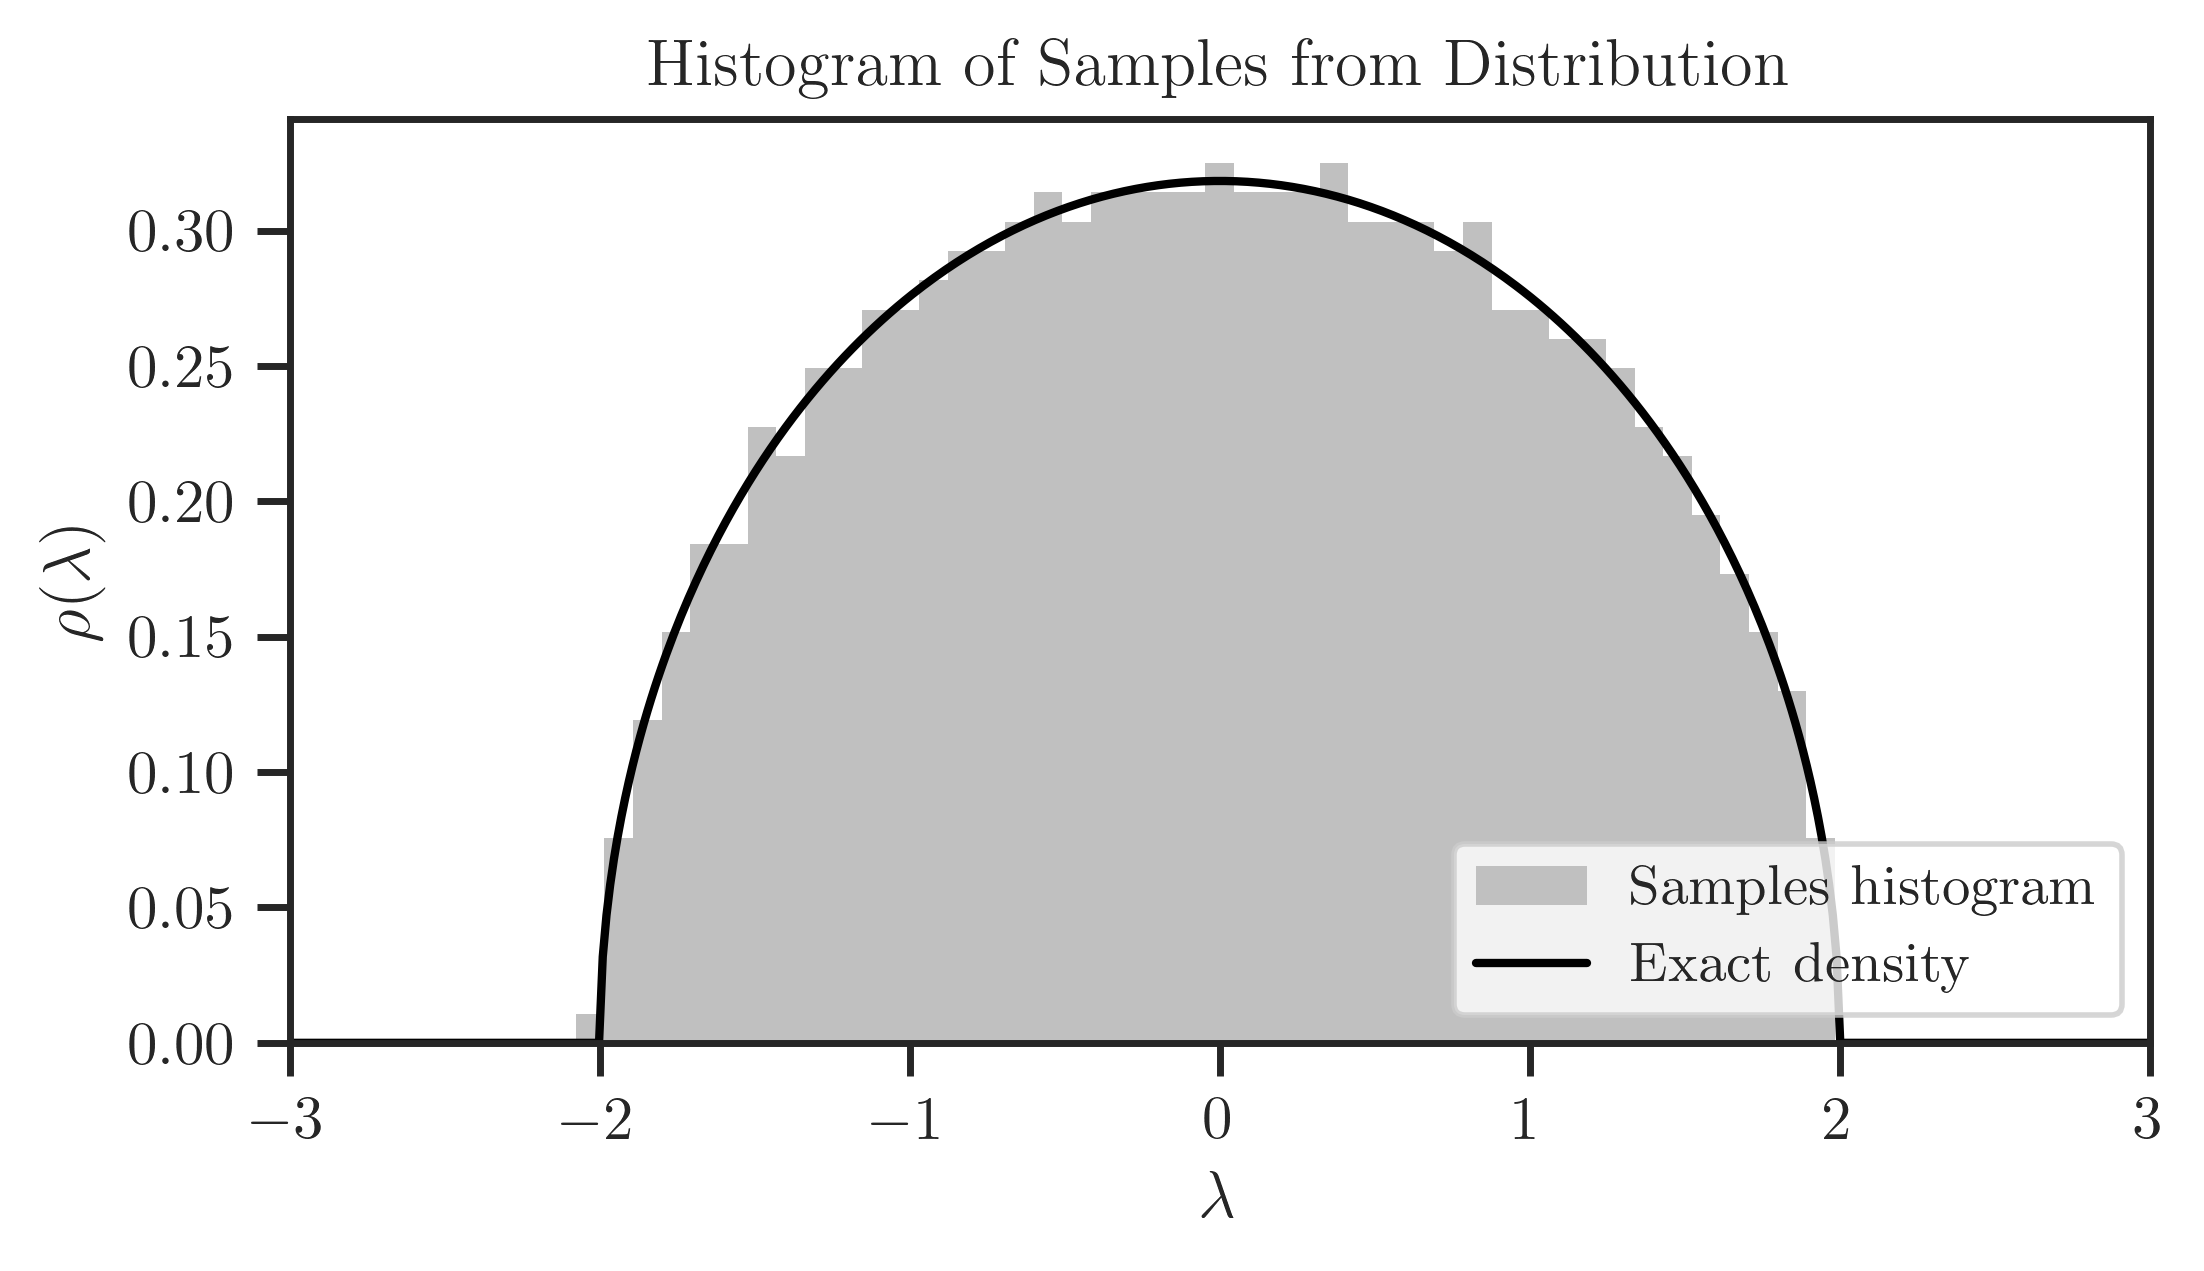 Histogram of Samples from Distribution
ρ(λ)
0.30
0.25
0.20
0.15
0.10
0.05
0.00
Samples histogram
Exact density
−3 −2 −1 0 1 2 3
λ